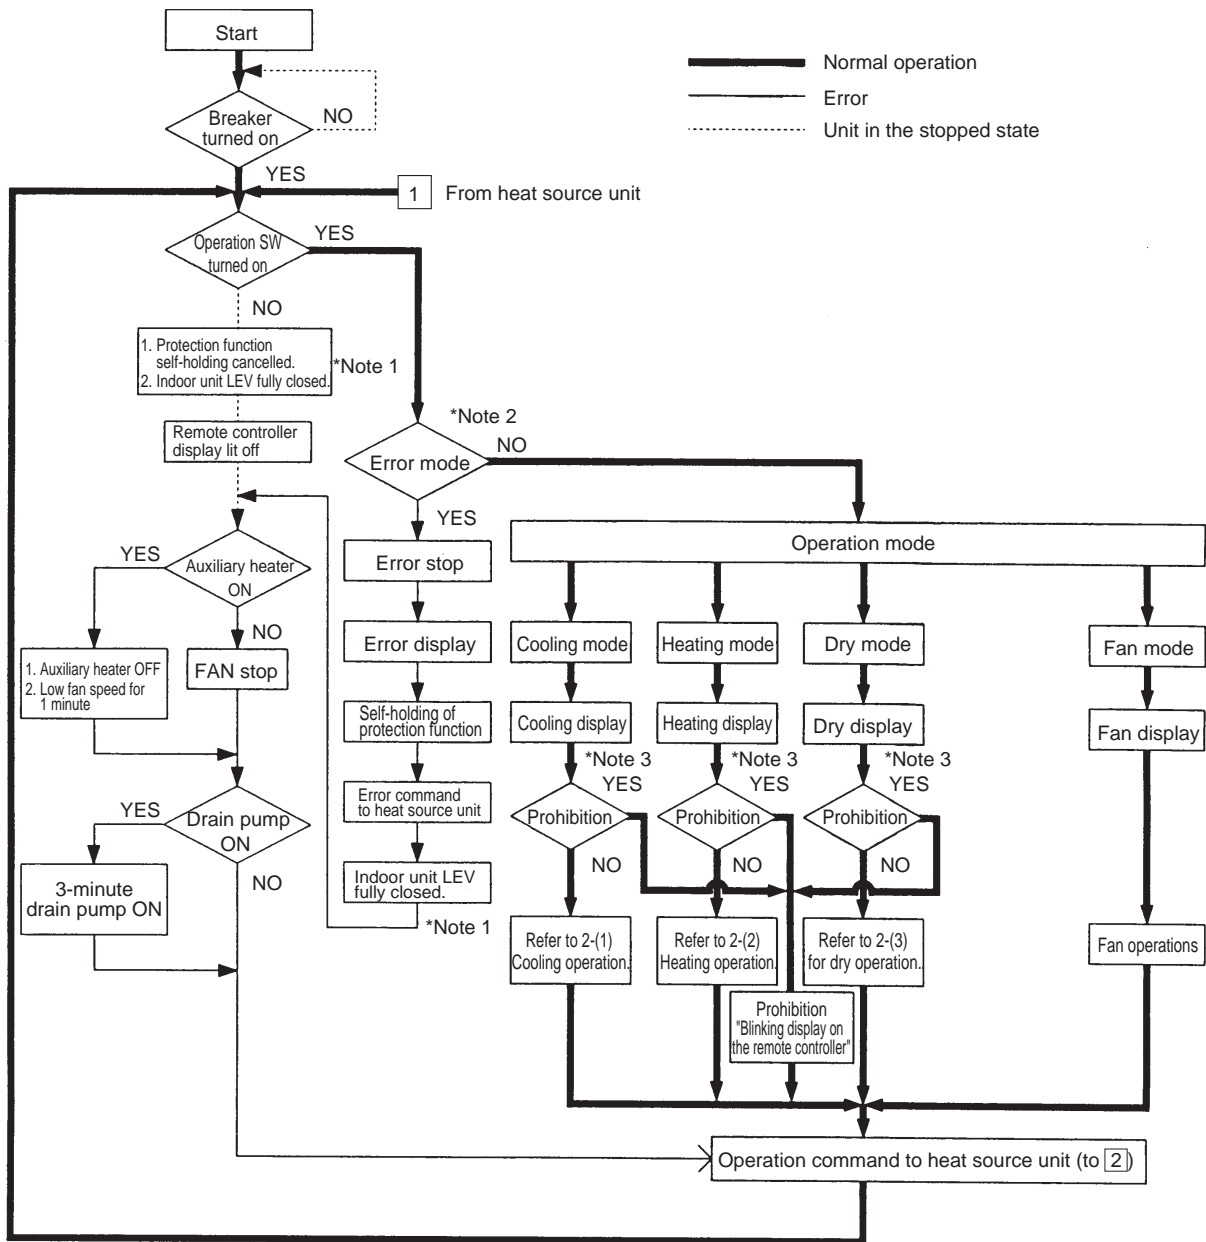 Start
Normal operation
Error
Unit in the stopped state
Breaker
turned on
NO
YES
1
From heat source unit
Operation SW
turned on
YES
NO
1. Protection function
self-holding cancelled.
2. Indoor unit LEV fully closed.
*Note 1
Remote controller
display lit off
*Note 2
Error mode
NO
YES
Operation mode
YES
Auxiliary heater
ON
NO
Error stop
1. Auxiliary heater OFF
2. Low fan speed for
1 minute
FAN stop
Error display
Cooling mode
Heating mode
Dry mode
Fan mode
Self-holding of
protection function
Cooling display
Heating display
Dry display
Fan display
*Note 3
YES
*Note 3
YES
*Note 3
YES
Error command
to heat source unit
Prohibition
Prohibition
Prohibition
YES
Drain pump
ON
NO
NO
NO
NO
3-minute
drain pump ON
Indoor unit LEV
fully closed.
*Note 1
Refer to 2-(1)
Cooling operation.
Refer to 2-(2)
Heating operation.
Refer to 2-(3)
for dry operation..
Fan operations
Prohibition
"Blinking display on
the remote controller"
Operation command to heat source unit (to 2)